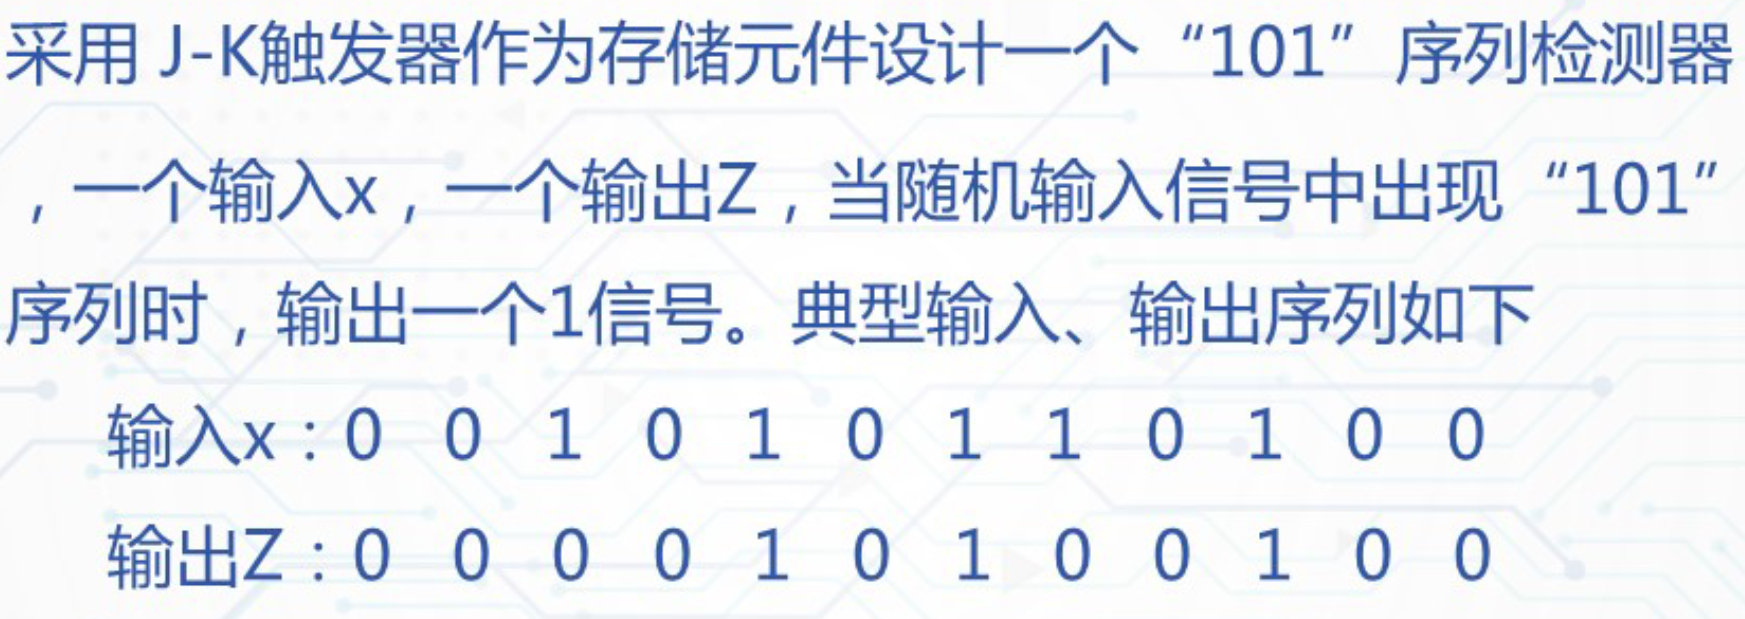 采用 J-K触发器作为存储元件设计一个“101”序列检测器
，一个输入x，一个输出Z，当随机输入信号中出现“101”
序列时，输出一个1信号。典型输入、输出序列如下
输入x：0 0 1 0 1 0 1 1 0 1 0 0
输出Z：0 0 0 0 1 0 1 0 0 1 0 0